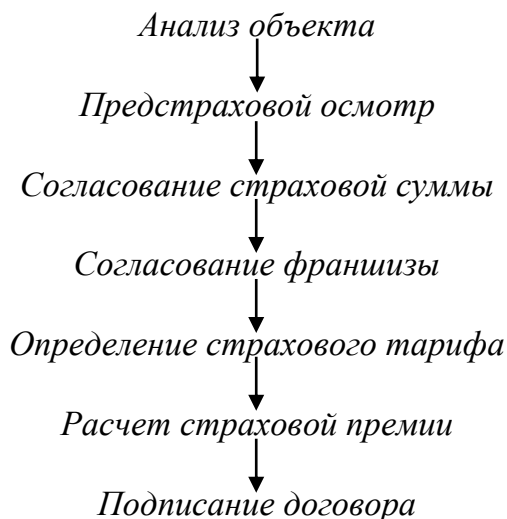 Анализ объекта
Предстраховой осмотр
Согласование страховой суммы
Согласование франшизы
Определение страхового тарифа
Расчет страховой премии
Подписание договора